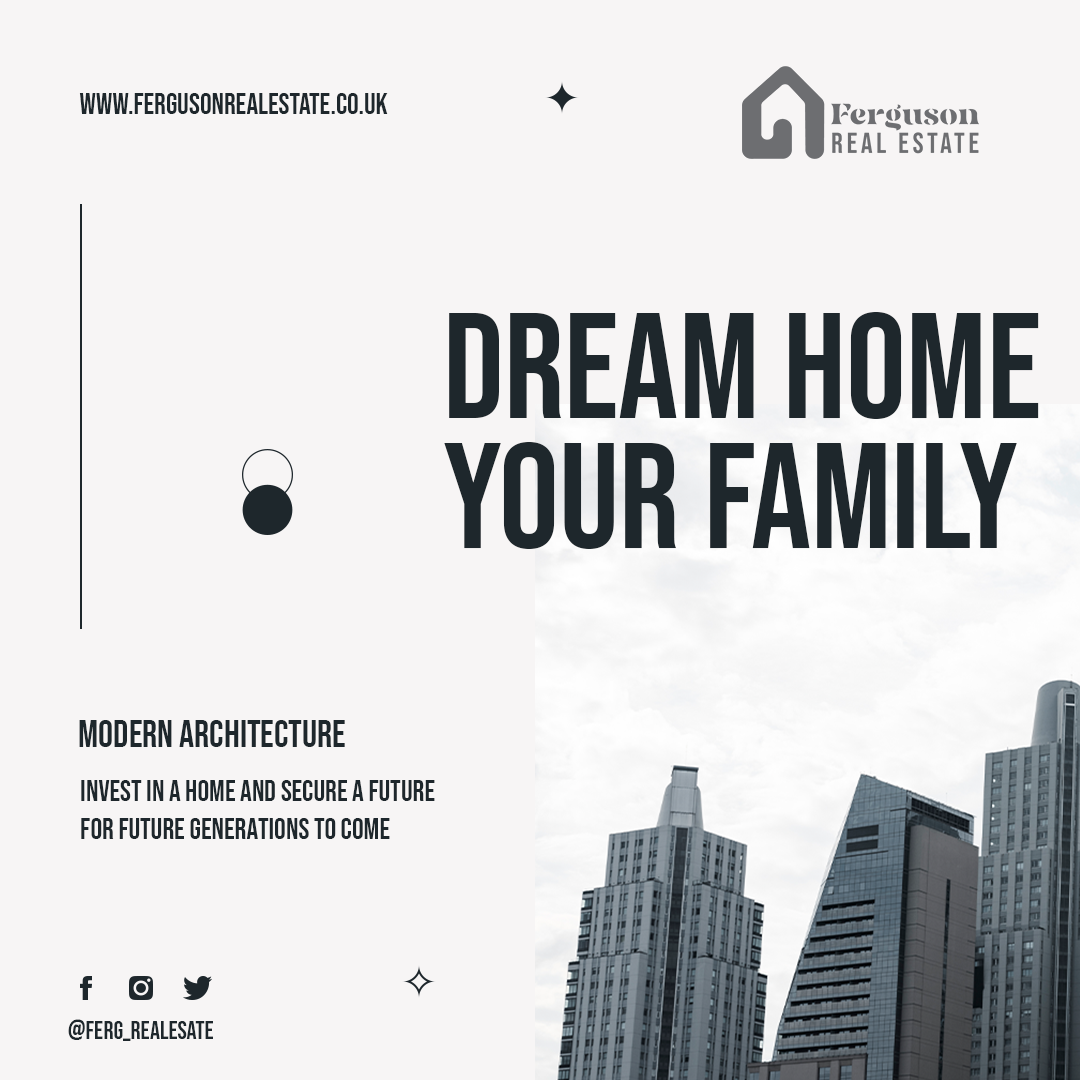 WWW.FERGUSONREALESTATE.CO.UK
Ferguson
REAL ESTATE
DREAM HOME
YOUR FAMILY
MODERN ARCHITECTURE
INVEST IN A HOME AND SECURE A FUTURE
FOR FUTURE GENERATIONS TO COME
@FERG_REALESATE